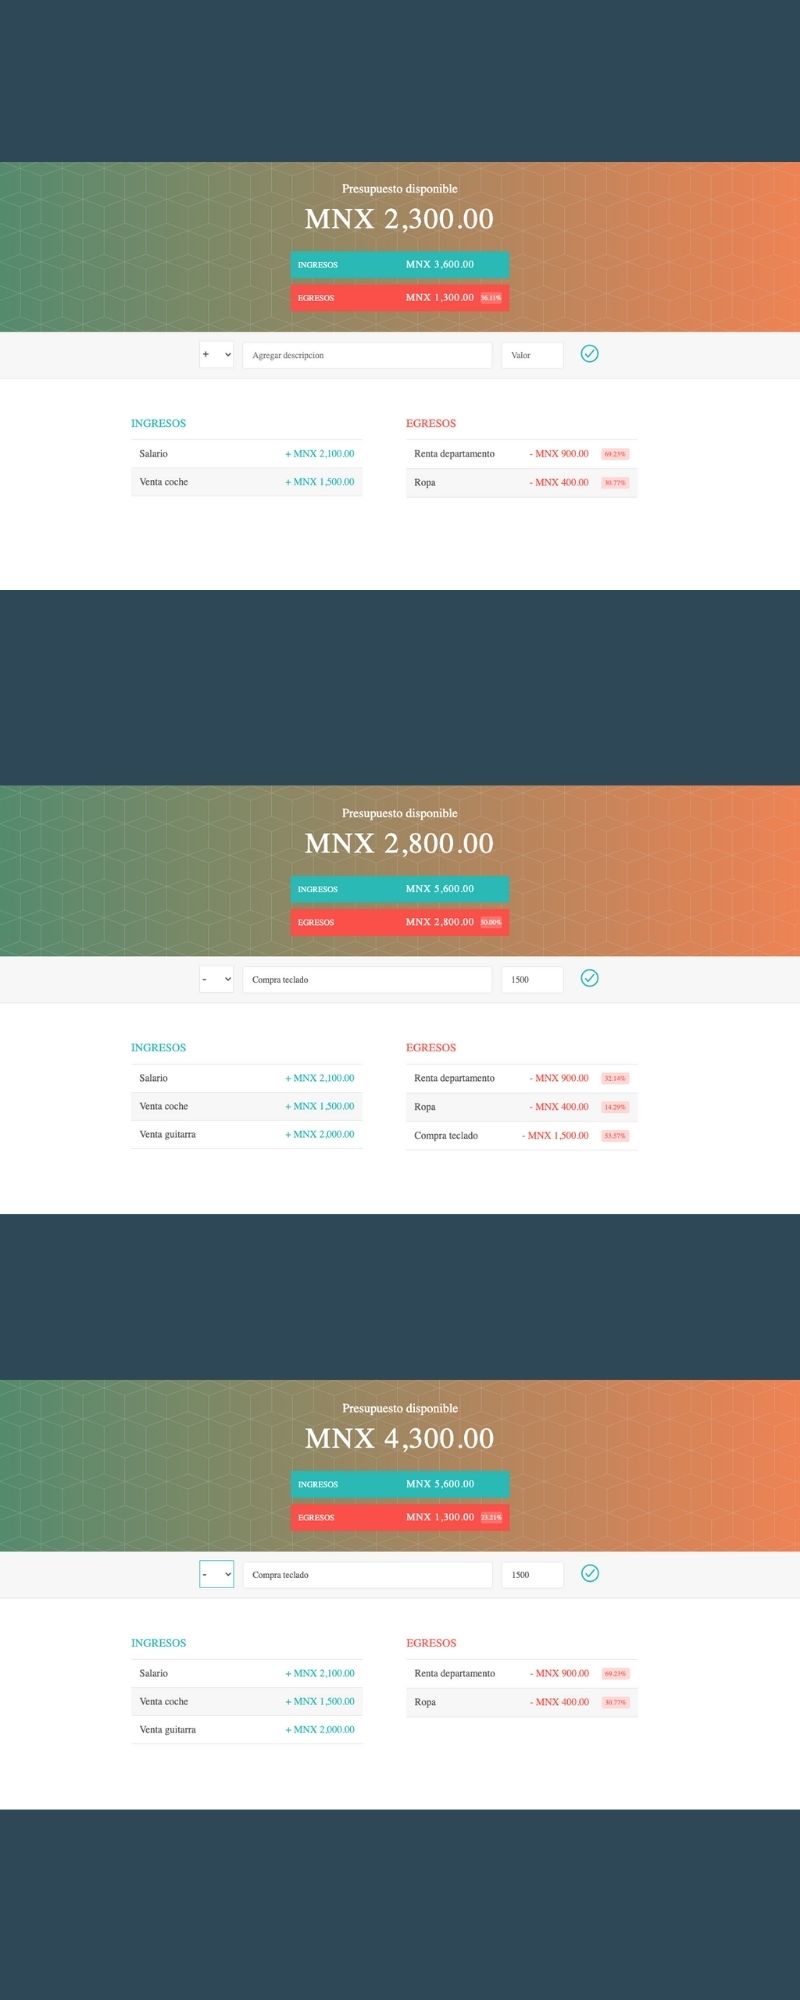 Presupuesto disponible
MNX 2,300.00
INGRESOS MNX 3,600.00
EGRESOS MNX 1,300.00 36.11%
+ Agregar descripcion Valor
INGRESOS EGRESOS
Salario + MNX 2,100.00 Renta departamento - MNX 900.00 69.23%
Venta coche + MNX 1,500.00 Ropa - MNX 400.00 30.77%
Presupuesto disponible
MNX 2,800.00
INGRESOS MNX 5,600.00
EGRESOS MNX 2,800.00 50.00%
- Compra teclado 1500
INGRESOS EGRESOS
Salario + MNX 2,100.00 Renta departamento - MNX 900.00 32.14%
Venta coche + MNX 1,500.00 Ropa - MNX 400.00 14.29%
Venta guitarra + MNX 2,000.00 Compra teclado - MNX 1,500.00 53.57%
Presupuesto disponible
MNX 4,300.00
INGRESOS MNX 5,600.00
EGRESOS MNX 1,300.00 23.21%
- Compra teclado 1500
INGRESOS EGRESOS
Salario + MNX 2,100.00 Renta departamento - MNX 900.00 69.23%
Venta coche + MNX 1,500.00 Ropa - MNX 400.00 30.77%
Venta guitarra + MNX 2,000.00